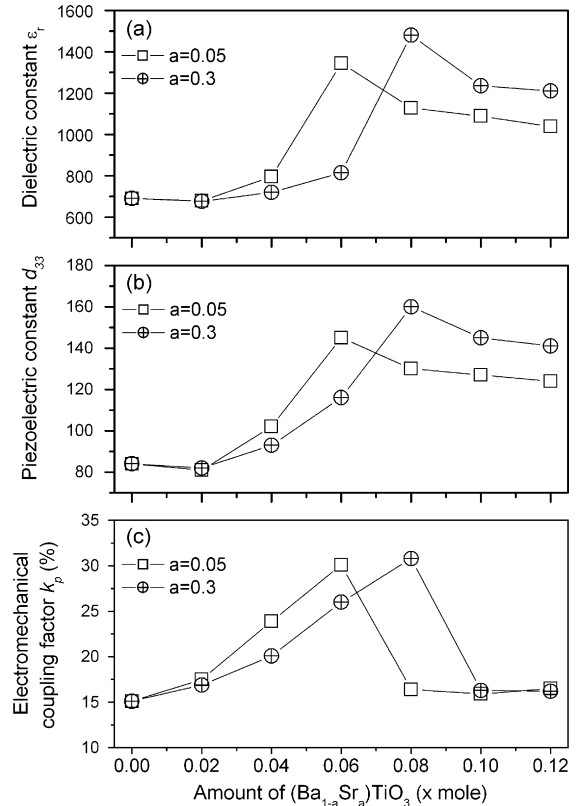 (a)
a=0.05
a=0.3
Dielectric constant εr
1600
1400
1200
1000
800
600
(b)
a=0.05
a=0.3
Piezoelectric constant d33
180
160
140
120
100
80
(c)
a=0.05
a=0.3
Electromechanical
coupling factor kp (%)
35
30
25
20
15
10
0.00 0.02 0.04 0.06 0.08 0.10 0.12
Amount of (Ba1-aSra)TiO3 (x mole)